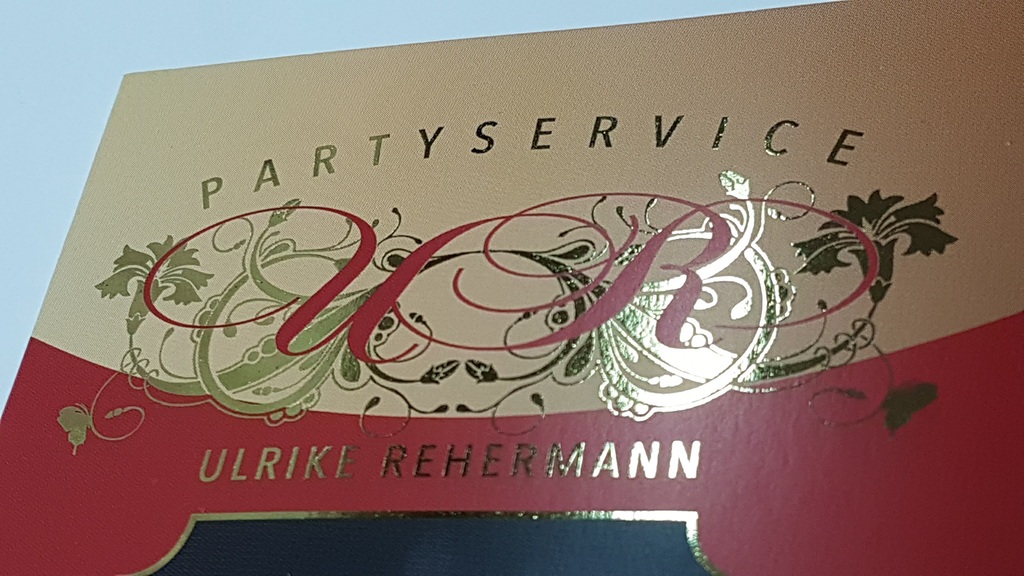 PARTYSERVICE
UR
ULRIKE REHERMANN